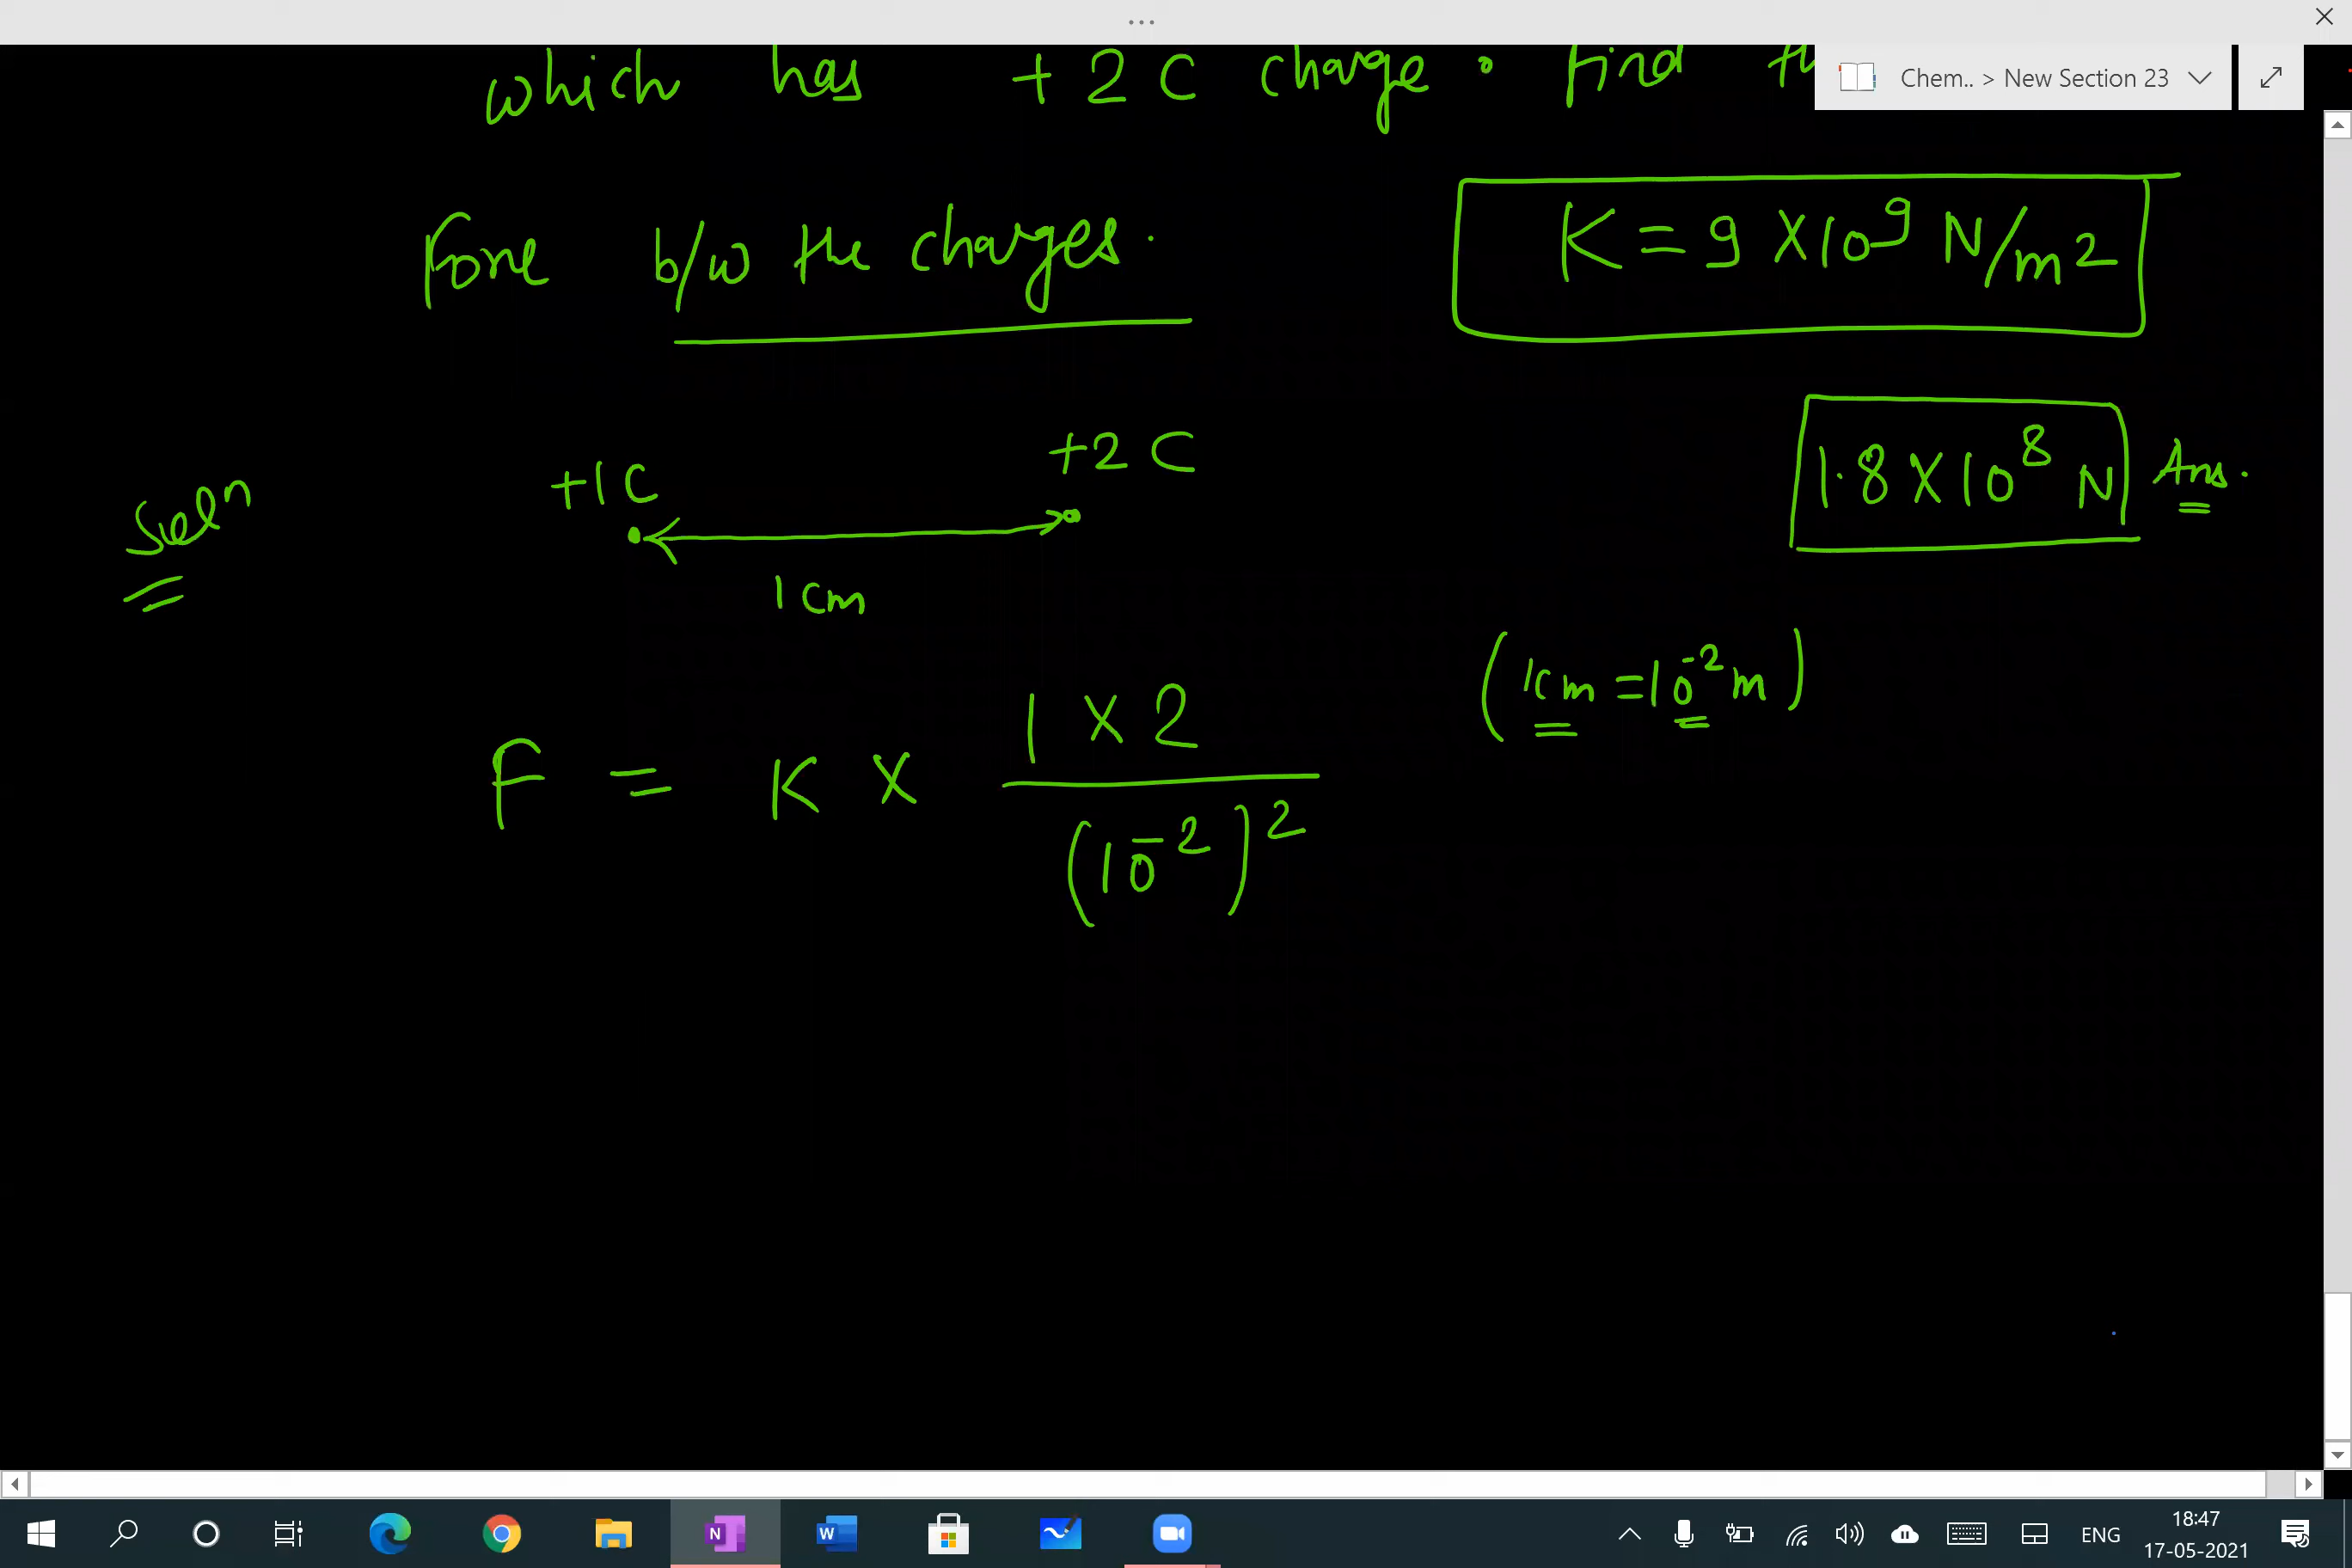 ...
which has +2 C charge. find th
Chem.. > New Section 23
Force b/w the charges.
K = 9 X 10^9 N/m2
1.8 X 10^8 N Ans.
Soln
+1C
+2 C
1 cm
(1cm = 10^-2 m)
F = K X 1 X 2
(10^-2)^2
N
W
ENG
18:47
17-05-2021